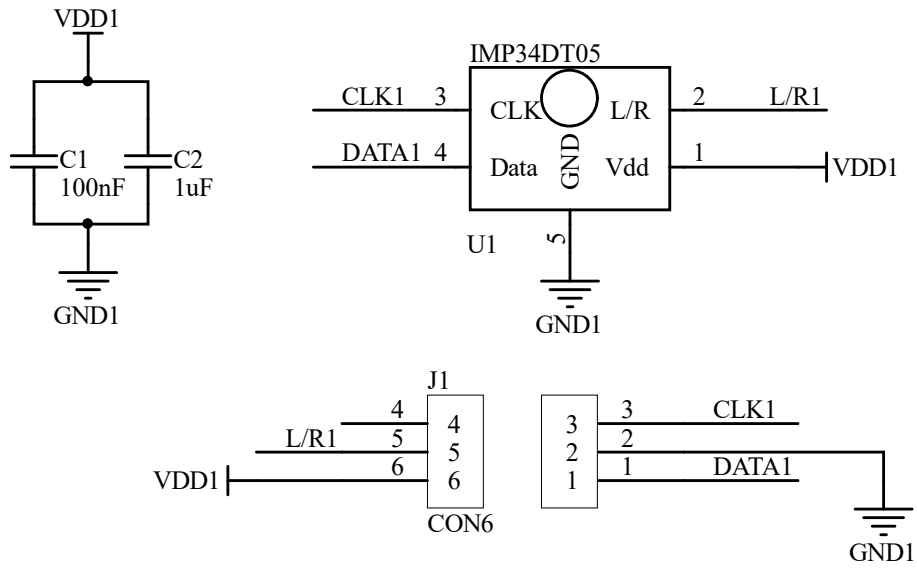 VDD1
C1
100nF
C2
1uF
GND1
IMP34DT05
CLK1 3 CLK L/R 2 L/R1
DATA1 4 Data GND Vdd 1 VDD1
U1 5
GND1
J1
4 4
L/R1 5 5
VDD1 6 6
CON6
3 3 CLK1
2 2
1 1 DATA1
GND1